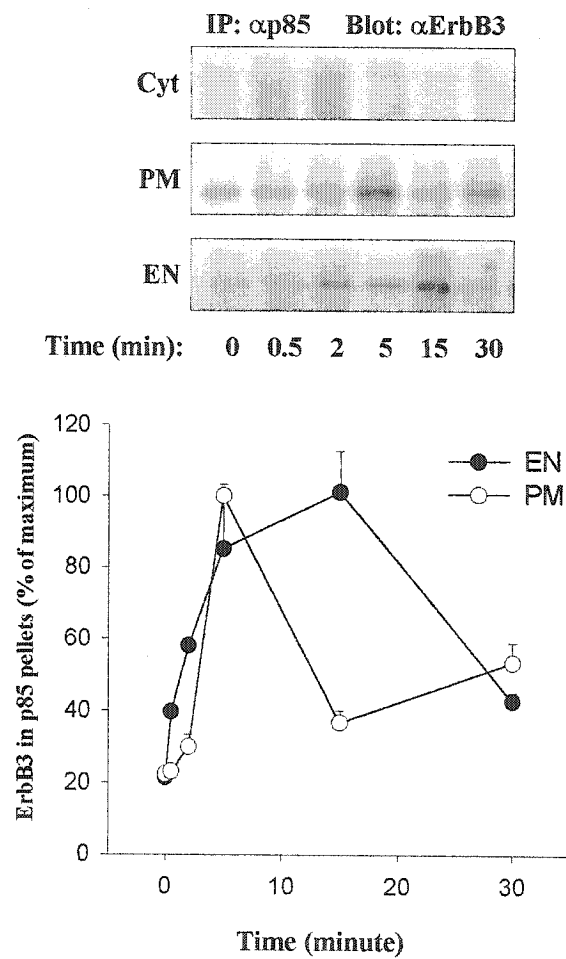 IP: αp85 Blot: αErbB3
Cyt
PM
EN
Time (min): 0 0.5 2 5 15 30
120
100
80
60
40
20
0
ErbB3 in p85 pellets (% of maximum)
EN
PM
0 10 20 30
Time (minute)